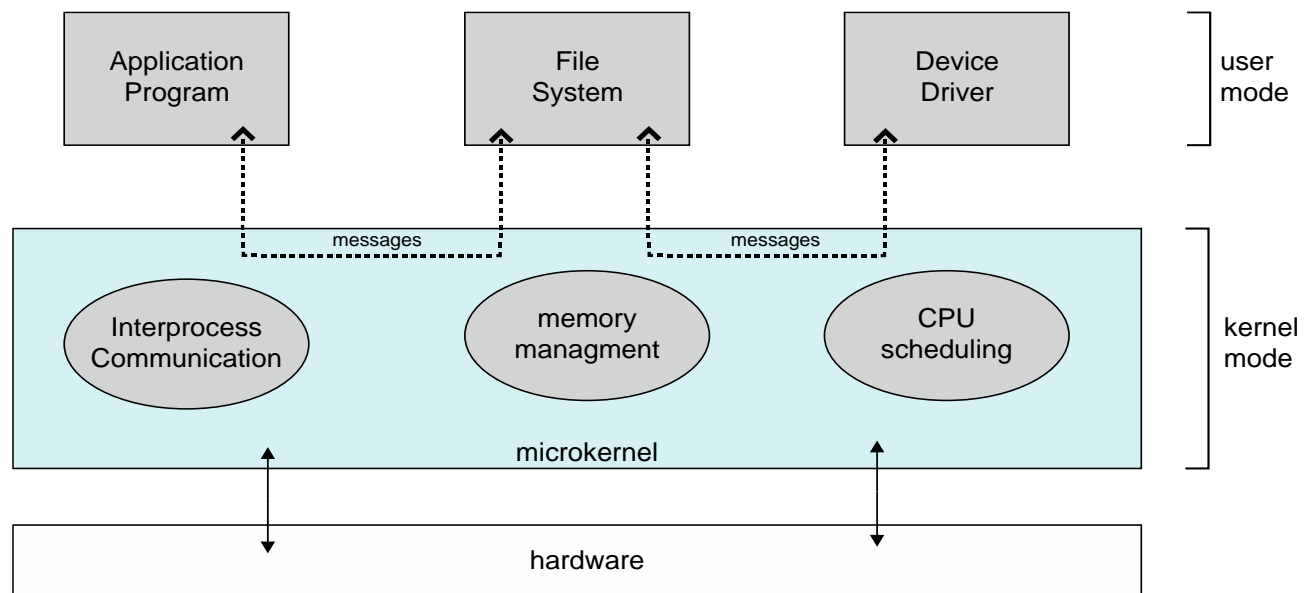 Application
Program
File
System
Device
Driver
user
mode
messages
messages
Interprocess
Communication
memory
managment
CPU
scheduling
kernel
mode
microkernel
hardware